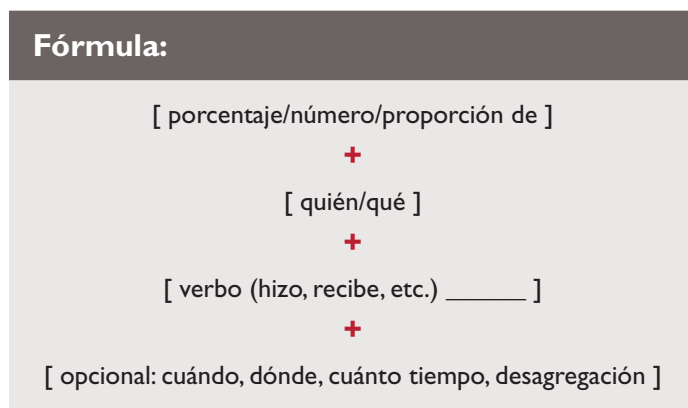 Fórmula:
[ porcentaje/número/proporción de ]
+
[ quién/qué ]
+
[ verbo (hizo, recibe, etc.) ______ ]
+
[ opcional: cuándo, dónde, cuánto tiempo, desagregación ]